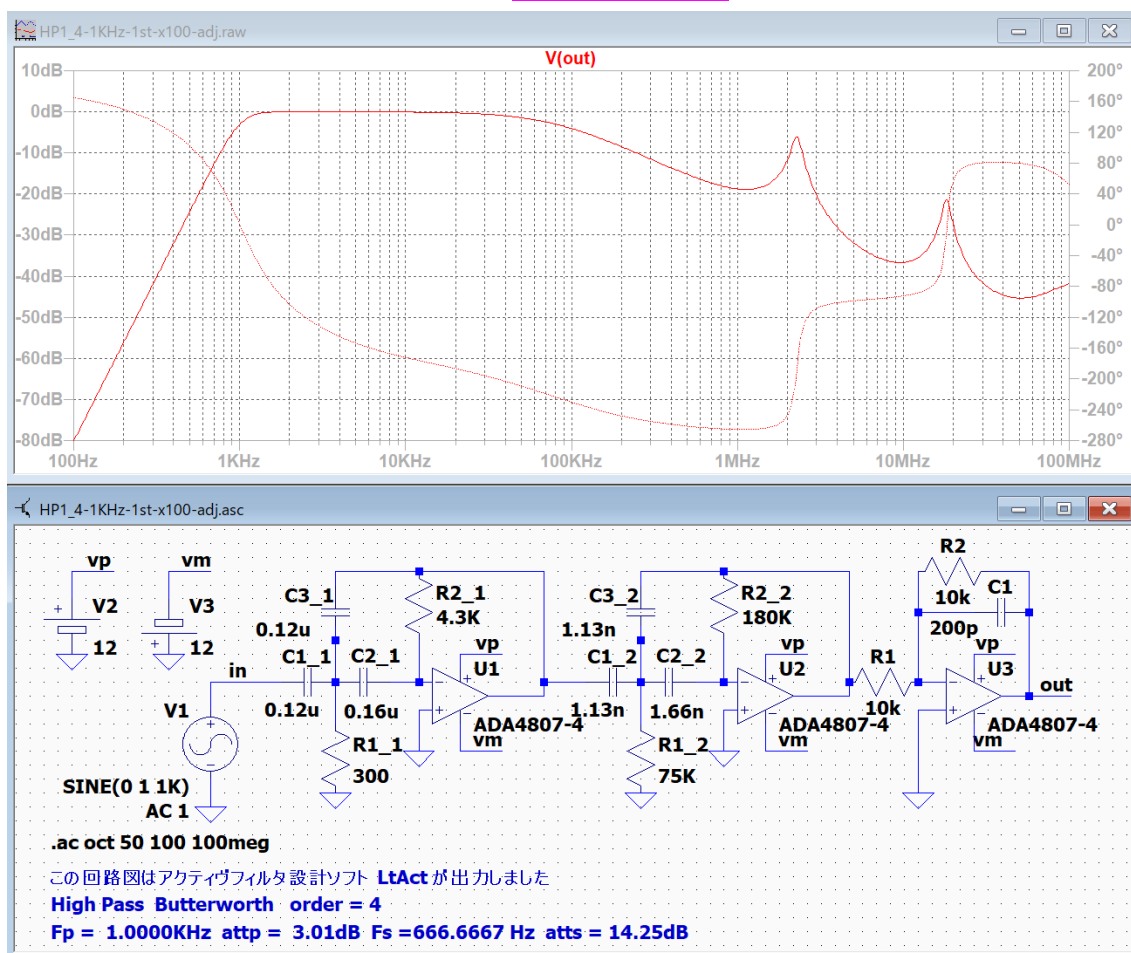 HP1_4-1KHz-1st-x100-adj.raw
V(out)
10dB
0dB
-10dB
-20dB
-30dB
-40dB
-50dB
-60dB
-70dB
-80dB
200°
160°
120°
80°
40°
0°
-40°
-80°
-120°
-160°
-200°
-240°
-280°
100Hz 1KHz 10KHz 100KHz 1MHz 10MHz 100MHz
HP1_4-1KHz-1st-x100-adj.asc
vp
V2
12
vm
V3
12
in
V1
SINE(0 1 1K)
AC 1
C3_1
0.12u
C1_1
0.12u
C2_1
0.16u
R2_1
4.3K
R1_1
300
vp
U1
ADA4807-4
vm
C3_2
1.13n
C1_2
1.13n
C2_2
1.66n
R2_2
180K
R1_2
75K
vp
U2
ADA4807-4
vm
R1
10k
R2
10k
C1
200p
vp
U3
out
ADA4807-4
vm
.ac oct 50 100 100meg
この回路図はアクティヴフィルタ設計ソフト LtAct が出力しました
High Pass Butterworth order = 4
Fp = 1.0000KHz attp = 3.01dB Fs =666.6667 Hz atts = 14.25dB